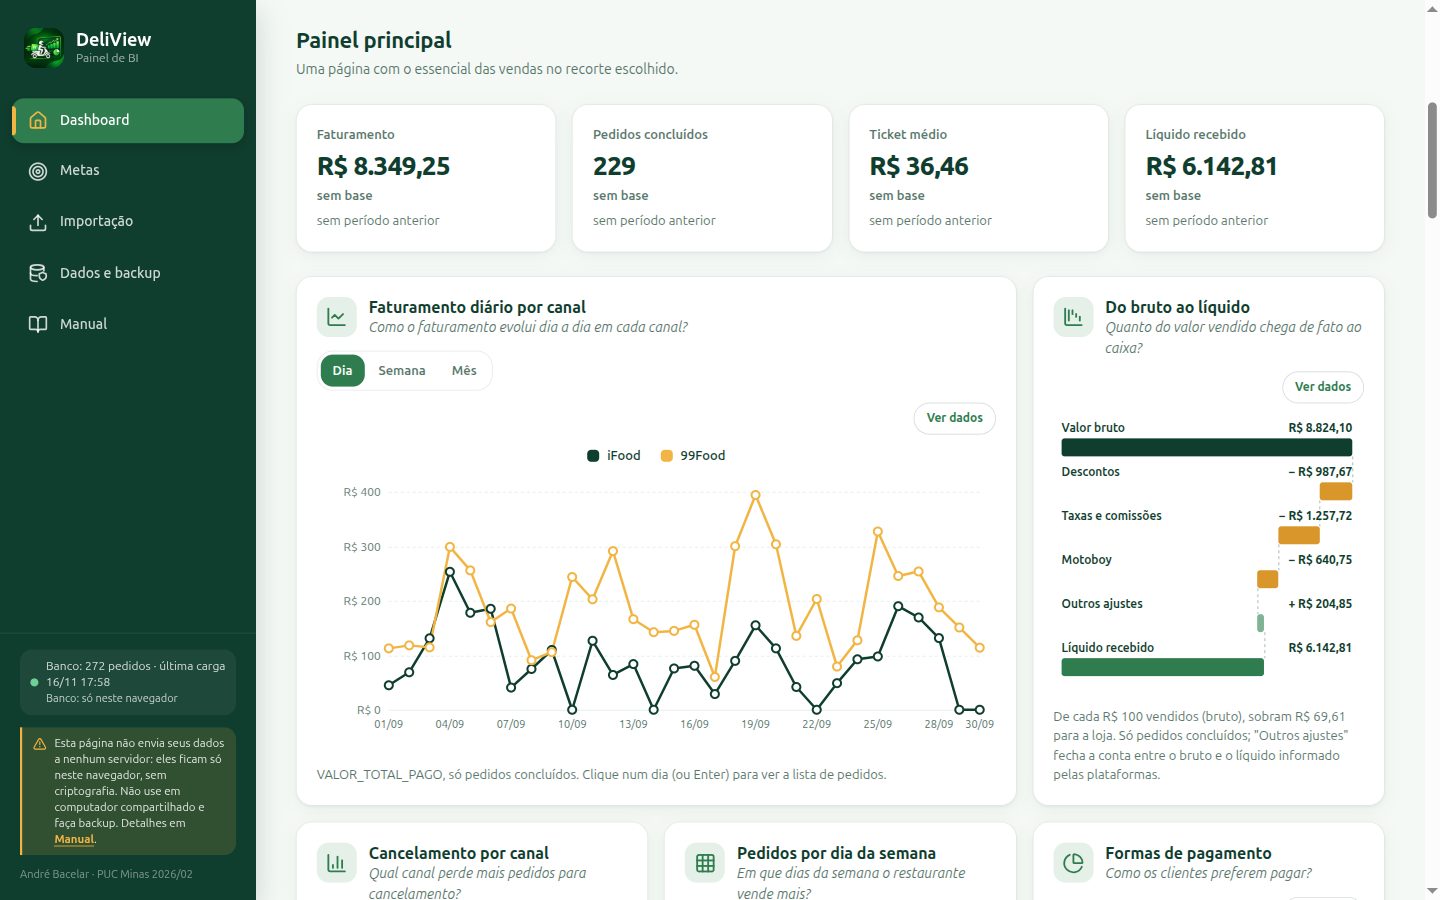 DeliView
Painel de BI
Dashboard
Metas
Importação
Dados e backup
Manual
Banco: 272 pedidos · última carga
16/11 17:58
Banco: só neste navegador
Esta página não envia seus dados
a nenhum servidor: eles ficam só
neste navegador, sem
criptografia. Não use em
computador compartilhado e
faça backup. Detalhes em
Manual.
André Bacelar · PUC Minas 2026/02
Painel principal
Uma página com o essencial das vendas no recorte escolhido.
Faturamento
R$ 8.349,25
sem base
sem período anterior
Pedidos concluídos
229
sem base
sem período anterior
Ticket médio
R$ 36,46
sem base
sem período anterior
Líquido recebido
R$ 6.142,81
sem base
sem período anterior
Faturamento diário por canal
Como o faturamento evolui dia a dia em cada canal?
Dia Semana Mês
Ver dados
iFood 99Food
R$ 400
R$ 300
R$ 200
R$ 100
R$ 0
01/09 04/09 07/09 10/09 13/09 16/09 19/09 22/09 25/09 28/09 30/09
VALOR_TOTAL_PAGO, só pedidos concluídos. Clique num dia (ou Enter) para ver a lista de pedidos.
Do bruto ao líquido
Quanto do valor vendido chega de fato ao
caixa?
Ver dados
Valor bruto R$ 8.824,10
Descontos − R$ 987,67
Taxas e comissões − R$ 1.257,72
Motoboy − R$ 640,75
Outros ajustes + R$ 204,85
Líquido recebido R$ 6.142,81
De cada R$ 100 vendidos (bruto), sobram R$ 69,61
para a loja. Só pedidos concluídos; "Outros ajustes"
fecha a conta entre o bruto e o líquido informado
pelas plataformas.
Cancelamento por canal
Qual canal perde mais pedidos para
cancelamento?
Pedidos por dia da semana
Em que dias da semana o restaurante
vende mais?
Formas de pagamento
Como os clientes preferem pagar?